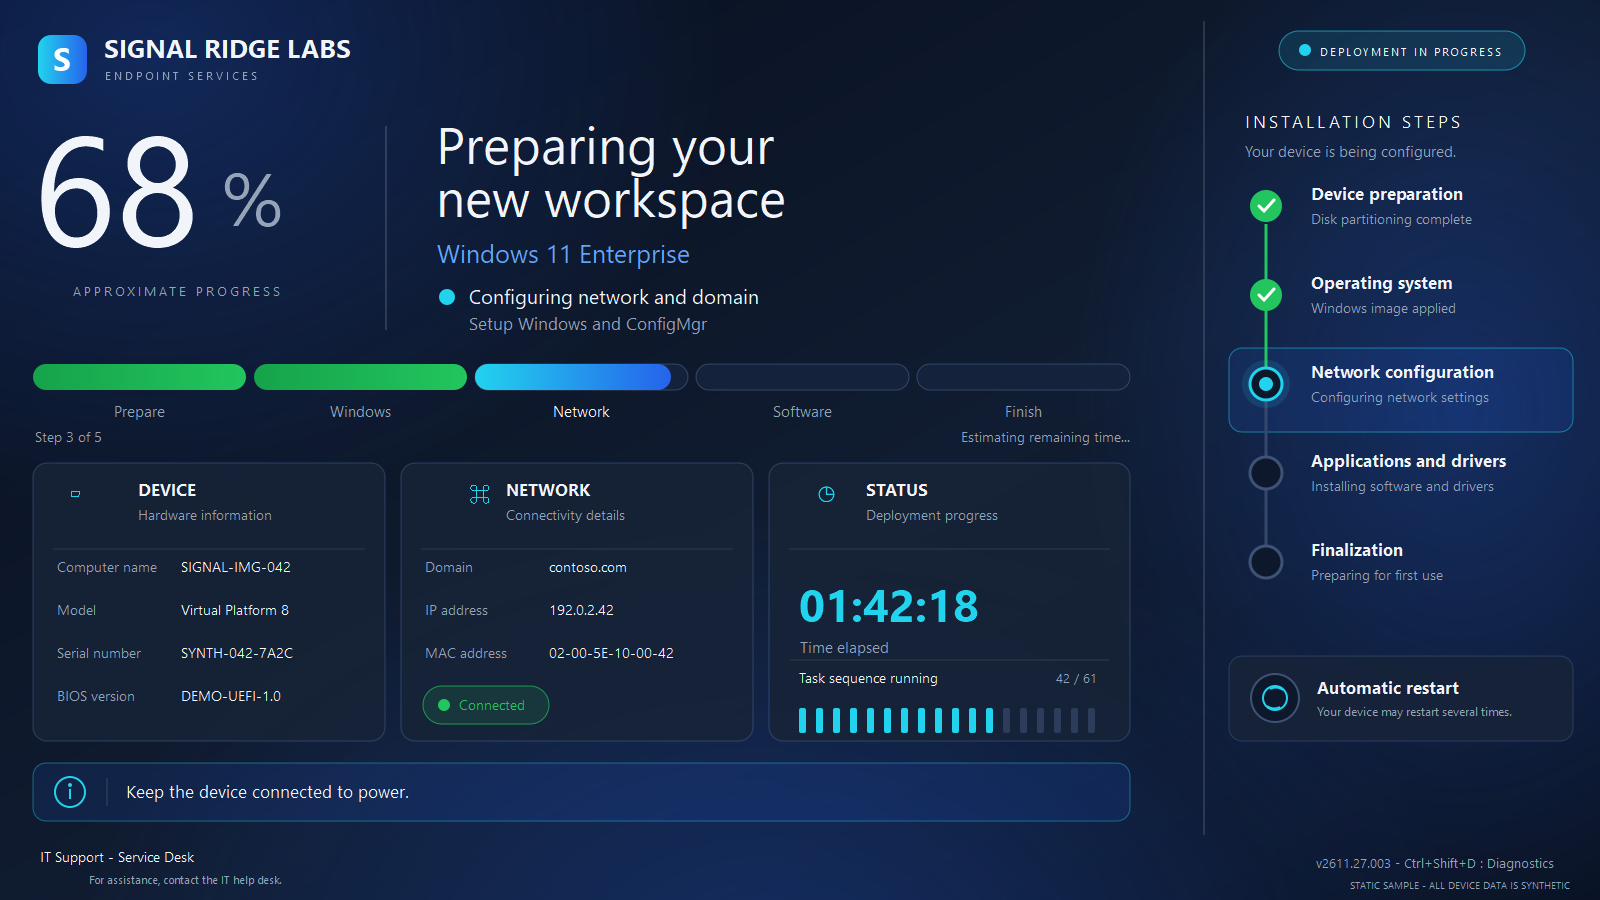 S
SIGNAL RIDGE LABS
ENDPOINT SERVICES
68 %
APPROXIMATE PROGRESS
Preparing your
new workspace
Windows 11 Enterprise
Configuring network and domain
Setup Windows and ConfigMgr
Prepare
Windows
Network
Software
Finish
Step 3 of 5
Estimating remaining time...
DEVICE
Hardware information
Computer name SIGNAL-IMG-042
Model Virtual Platform 8
Serial number SYNTH-042-7A2C
BIOS version DEMO-UEFI-1.0
NETWORK
Connectivity details
Domain contoso.com
IP address 192.0.2.42
MAC address 02-00-5E-10-00-42
Connected
STATUS
Deployment progress
01:42:18
Time elapsed
Task sequence running 42 / 61
Keep the device connected to power.
IT Support - Service Desk
For assistance, contact the IT help desk.
DEPLOYMENT IN PROGRESS
INSTALLATION STEPS
Your device is being configured.
Device preparation
Disk partitioning complete
Operating system
Windows image applied
Network configuration
Configuring network settings
Applications and drivers
Installing software and drivers
Finalization
Preparing for first use
Automatic restart
Your device may restart several times.
v2611.27.003 - Ctrl+Shift+D : Diagnostics
STATIC SAMPLE - ALL DEVICE DATA IS SYNTHETIC